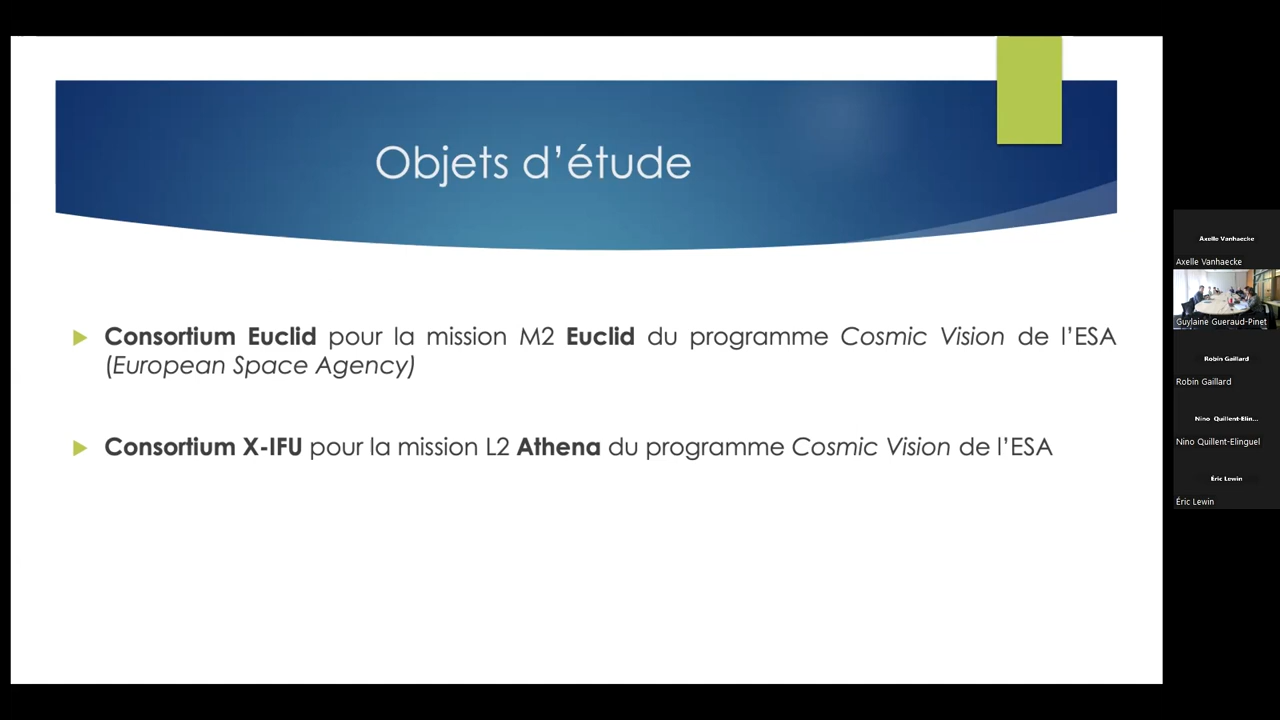 Objets d’étude
Consortium Euclid pour la mission M2 Euclid du programme Cosmic Vision de l’ESA
(European Space Agency)
Consortium X-IFU pour la mission L2 Athena du programme Cosmic Vision de l’ESA
Axelle Vanhaecke
Axelle Vanhaecke
Guylaine Gueraud-Pinet
Robin Gaillard
Robin Gaillard
Nino Quillent-Elin...
Nino Quillent-Elinguel
Éric Lewin
Éric Lewin